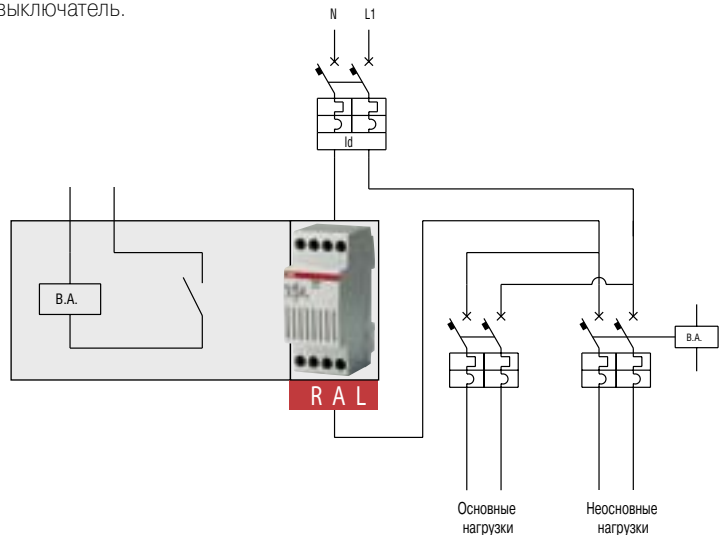 выключатель.
N L1
Id
B.A.
R A L
B.A.
Основные
нагрузки
Неосновные
нагрузки